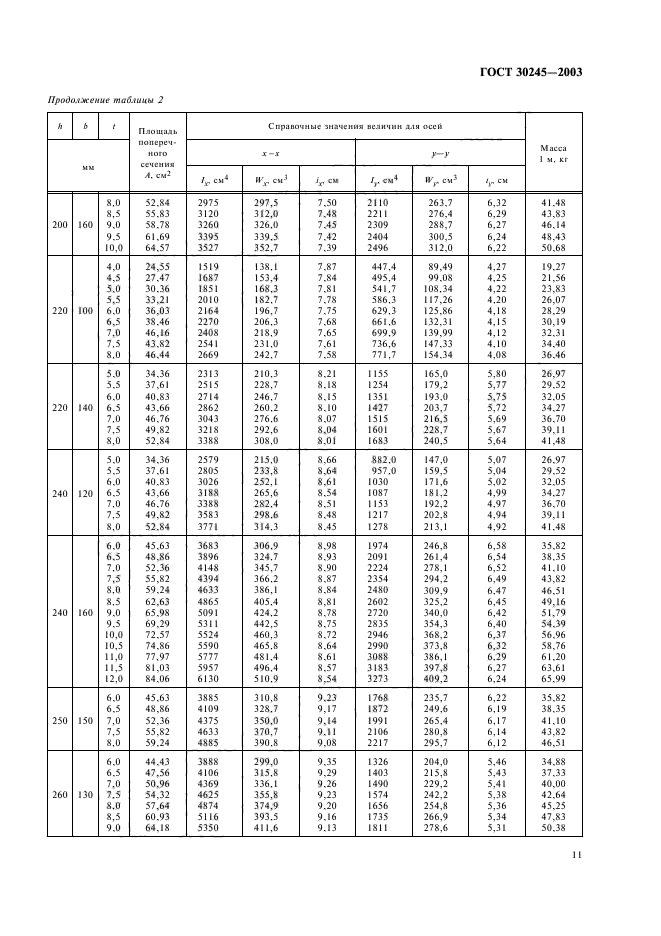 ГОСТ 30245—2003
Продолжение таблицы 2
h b t Площадь поперечного сечения A, см² Справочные значения величин для осей Масса 1 м, кг
мм x–x y–y
Iₓ, см⁴ Wₓ, см³ iₓ, см I_y, см⁴ W_y, см³ i_y, см
200 160
8,0 52,84 2975 297,5 7,50 2110 263,7 6,32 41,48
8,5 55,83 3120 312,0 7,48 2211 276,4 6,29 43,83
9,0 58,78 3260 326,0 7,45 2309 288,7 6,27 46,14
9,5 61,69 3395 339,5 7,42 2404 300,5 6,24 48,43
10,0 64,57 3527 352,7 7,39 2496 312,0 6,22 50,68
220 100
4,0 24,55 1519 138,1 7,87 447,4 89,49 4,27 19,27
4,5 27,47 1687 153,4 7,84 495,4 99,08 4,25 21,56
5,0 30,36 1851 168,3 7,81 541,7 108,34 4,22 23,83
5,5 33,21 2010 182,7 7,78 586,3 117,26 4,20 26,07
6,0 36,03 2164 196,7 7,75 629,3 125,86 4,18 28,29
6,5 38,46 2270 206,3 7,68 661,6 132,31 4,15 30,19
7,0 46,16 2408 218,9 7,65 699,9 139,99 4,12 32,31
7,5 43,82 2541 231,0 7,61 736,6 147,33 4,10 34,40
8,0 46,44 2669 242,7 7,58 771,7 154,34 4,08 36,46
220 140
5,0 34,36 2313 210,3 8,21 1155 165,0 5,80 26,97
5,5 37,61 2515 228,7 8,18 1254 179,2 5,77 29,52
6,0 40,83 2714 246,7 8,15 1351 193,0 5,75 32,05
6,5 43,66 2862 260,2 8,10 1427 203,7 5,72 34,27
7,0 46,76 3043 276,6 8,07 1515 216,5 5,69 36,70
7,5 49,82 3218 292,6 8,04 1601 228,7 5,67 39,11
8,0 52,84 3388 308,0 8,01 1683 240,5 5,64 41,48
240 120
5,0 34,36 2579 215,0 8,66 882,0 147,0 5,07 26,97
5,5 37,61 2805 233,8 8,64 957,0 159,5 5,04 29,52
6,0 40,83 3026 252,1 8,61 1030 171,6 5,02 32,05
6,5 43,66 3188 265,6 8,54 1087 181,2 4,99 34,27
7,0 46,76 3388 282,4 8,51 1153 192,2 4,97 36,70
7,5 49,82 3583 298,6 8,48 1217 202,8 4,94 39,11
8,0 52,84 3771 314,3 8,45 1278 213,1 4,92 41,48
240 160
6,0 45,63 3683 306,9 8,98 1974 246,8 6,58 35,82
6,5 48,86 3896 324,7 8,93 2091 261,4 6,54 38,35
7,0 52,36 4148 345,7 8,90 2224 278,1 6,52 41,10
7,5 55,82 4394 366,2 8,87 2354 294,2 6,49 43,82
8,0 59,24 4633 386,1 8,84 2480 309,9 6,47 46,51
8,5 62,63 4865 405,4 8,81 2602 325,2 6,45 49,16
9,0 65,98 5091 424,2 8,78 2720 340,0 6,42 51,79
9,5 69,29 5311 442,5 8,75 2835 354,3 6,40 54,39
10,0 72,57 5524 460,3 8,72 2946 368,2 6,37 56,96
10,5 74,86 5590 465,8 8,64 2990 373,8 6,32 58,76
11,0 77,97 5777 481,4 8,61 3088 386,1 6,29 61,20
11,5 81,03 5957 496,4 8,57 3183 397,8 6,27 63,61
12,0 84,06 6130 510,9 8,54 3273 409,2 6,24 65,99
250 150
6,0 45,63 3885 310,8 9,23 1768 235,7 6,22 35,82
6,5 48,86 4109 328,7 9,17 1872 249,6 6,19 38,35
7,0 52,36 4375 350,0 9,14 1991 265,4 6,17 41,10
7,5 55,82 4633 370,7 9,11 2106 280,8 6,14 43,82
8,0 59,24 4885 390,8 9,08 2217 295,7 6,12 46,51
260 130
6,0 44,43 3888 299,0 9,35 1326 204,0 5,46 34,88
6,5 47,56 4106 315,8 9,29 1403 215,8 5,43 37,33
7,0 50,96 4369 336,1 9,26 1490 229,2 5,41 40,00
7,5 54,32 4625 355,8 9,23 1574 242,2 5,38 42,64
8,0 57,64 4874 374,9 9,20 1656 254,8 5,36 45,25
8,5 60,93 5116 393,5 9,16 1735 266,9 5,34 47,83
9,0 64,18 5350 411,6 9,13 1811 278,6 5,31 50,38
11